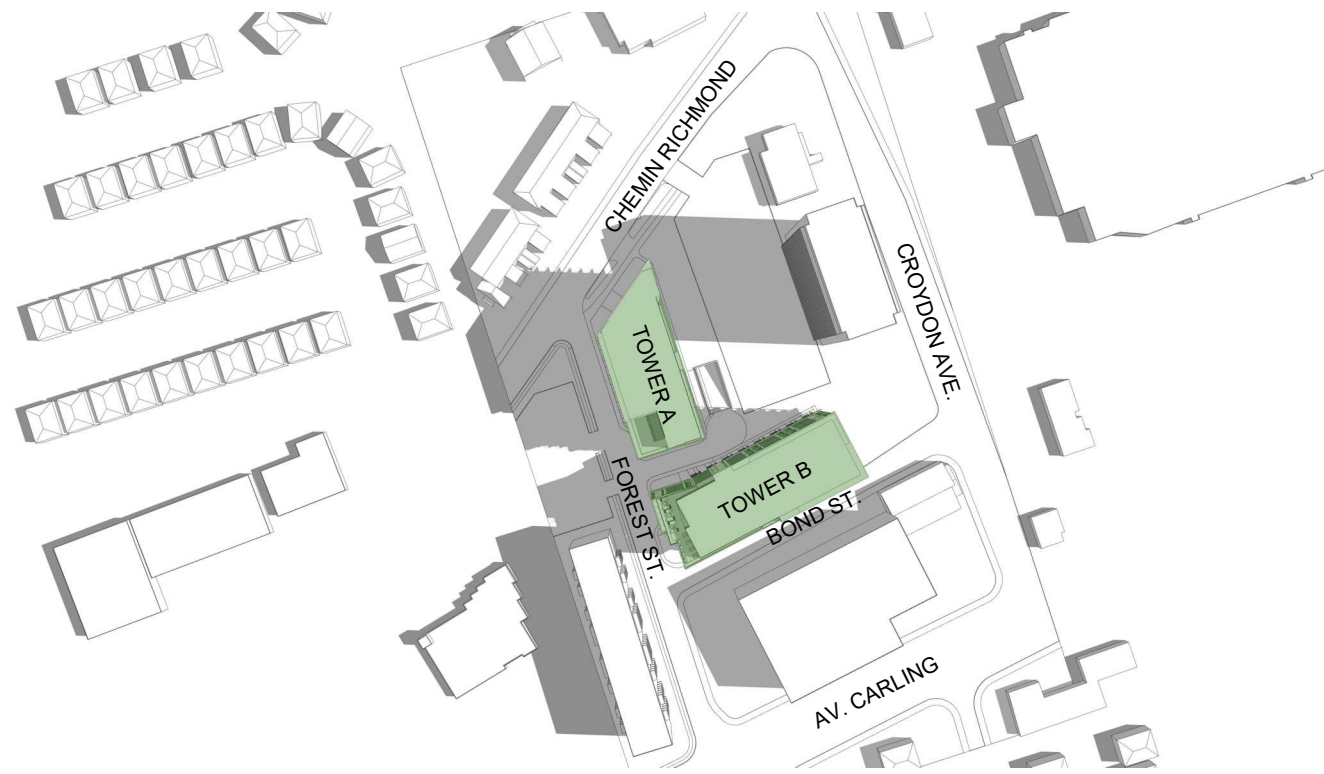 CHEMIN RICHMOND
CROYDON AVE.
TOWER A
TOWER B
FOREST ST.
BOND ST.
AV. CARLING